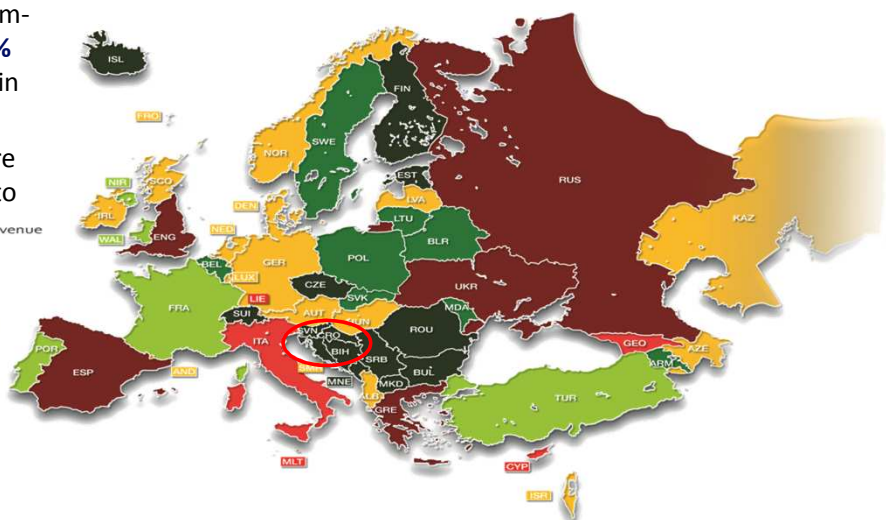 m-
%
in
re
to
venue
ISL
FIN
FRO
SWE
NOR
RUS
EST
NIR
SCO
LVA
IRL
DEN
LTU
KAZ
WAL
ENG
NED
BLR
GER
POL
BEL
LUX
UKR
CZE
SVK
LIE
MDA
FRA
AUT
HUN
SUI
SVN
CRO
ROU
ITA
BIH
GEO
AZE
POR
SRB
ARM
ESP
AND
SMR
BUL
MNE
MKD
ALB
TUR
GRE
MLT
CYP
ISR